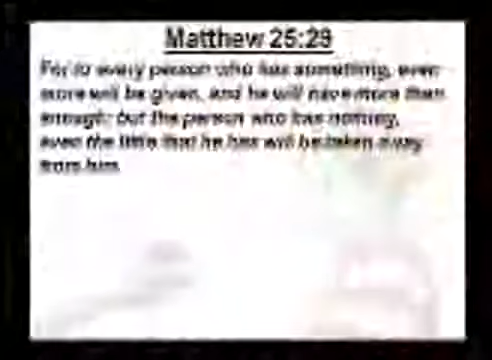 Matthew 25:29
For to every person who has something, even
more will be given, and he will have more than
enough; but the person who has nothing,
even the little that he has will be taken away
from him.